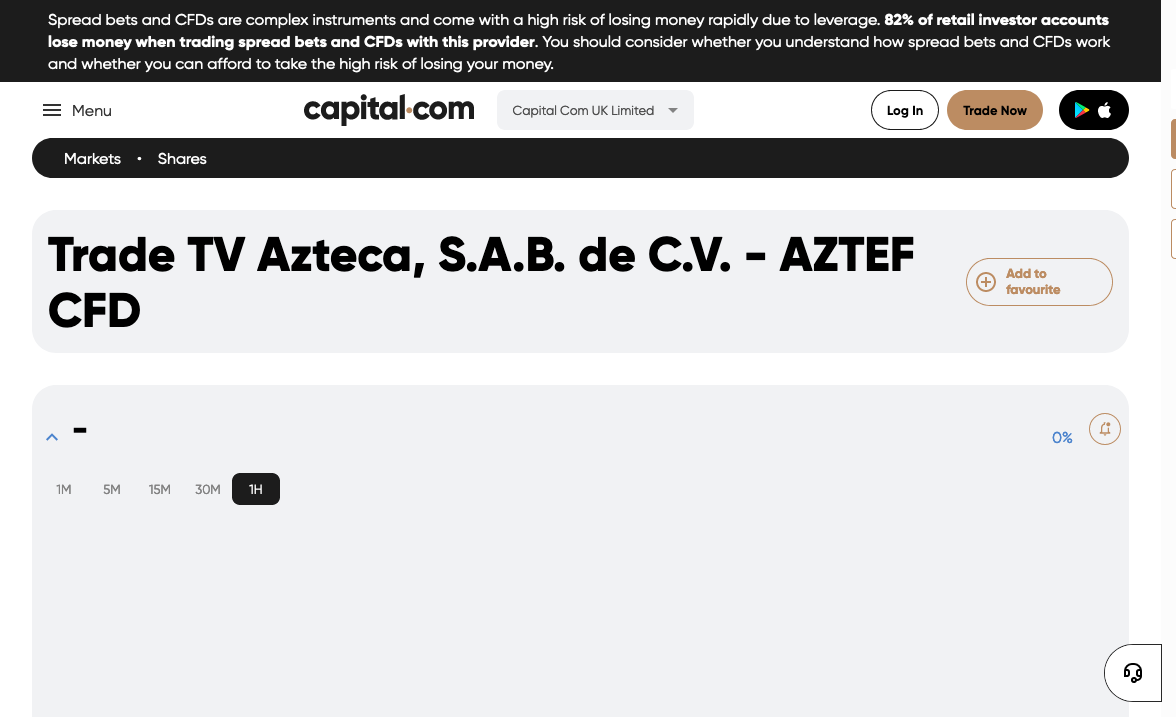 Spread bets and CFDs are complex instruments and come with a high risk of losing money rapidly due to leverage. 82% of retail investor accounts
lose money when trading spread bets and CFDs with this provider. You should consider whether you understand how spread bets and CFDs work
and whether you can afford to take the high risk of losing your money.
Menu
capital.com
Capital Com UK Limited
Log In
Trade Now
Markets • Shares
Trade TV Azteca, S.A.B. de C.V. - AZTEF
CFD
Add to
favourite
-
0%
1M 5M 15M 30M 1H